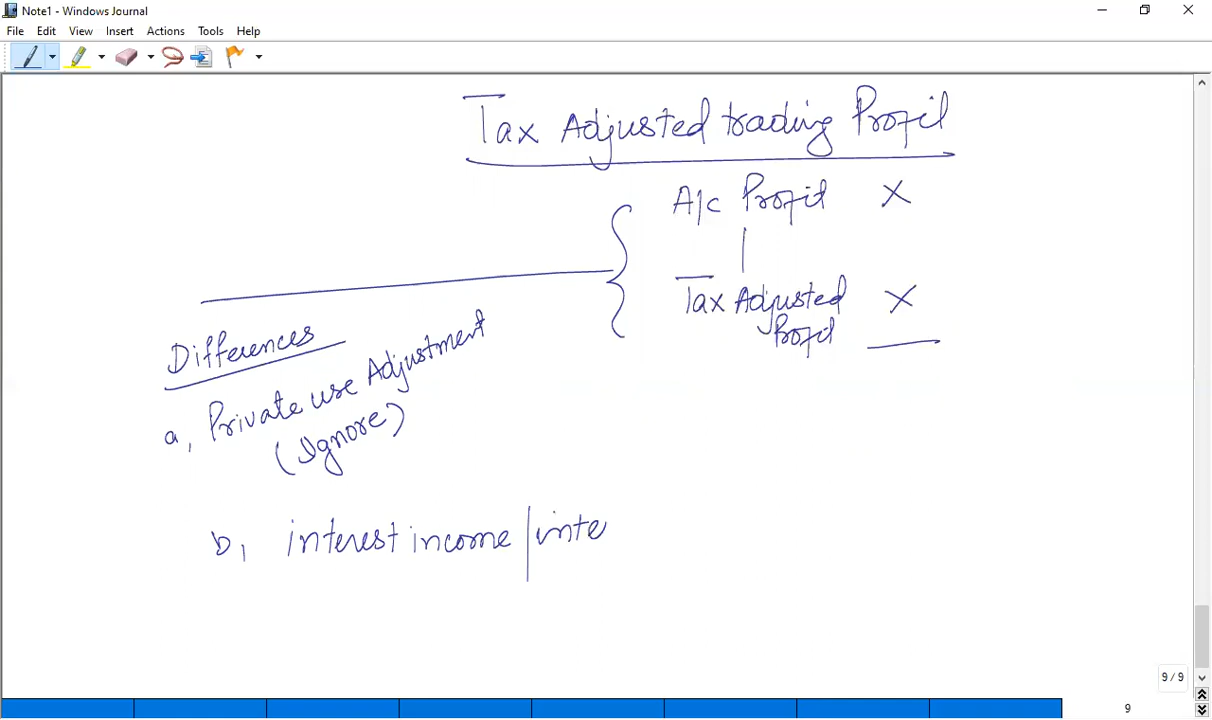 Note1 - Windows Journal
File Edit View Insert Actions Tools Help
Tax Adjusted trading Profit
A/c Profit X
Tax Adjusted X
Profit
Differences
a, Private use Adjustment
(Ignore)
b, interest income | inte
9 / 9
9